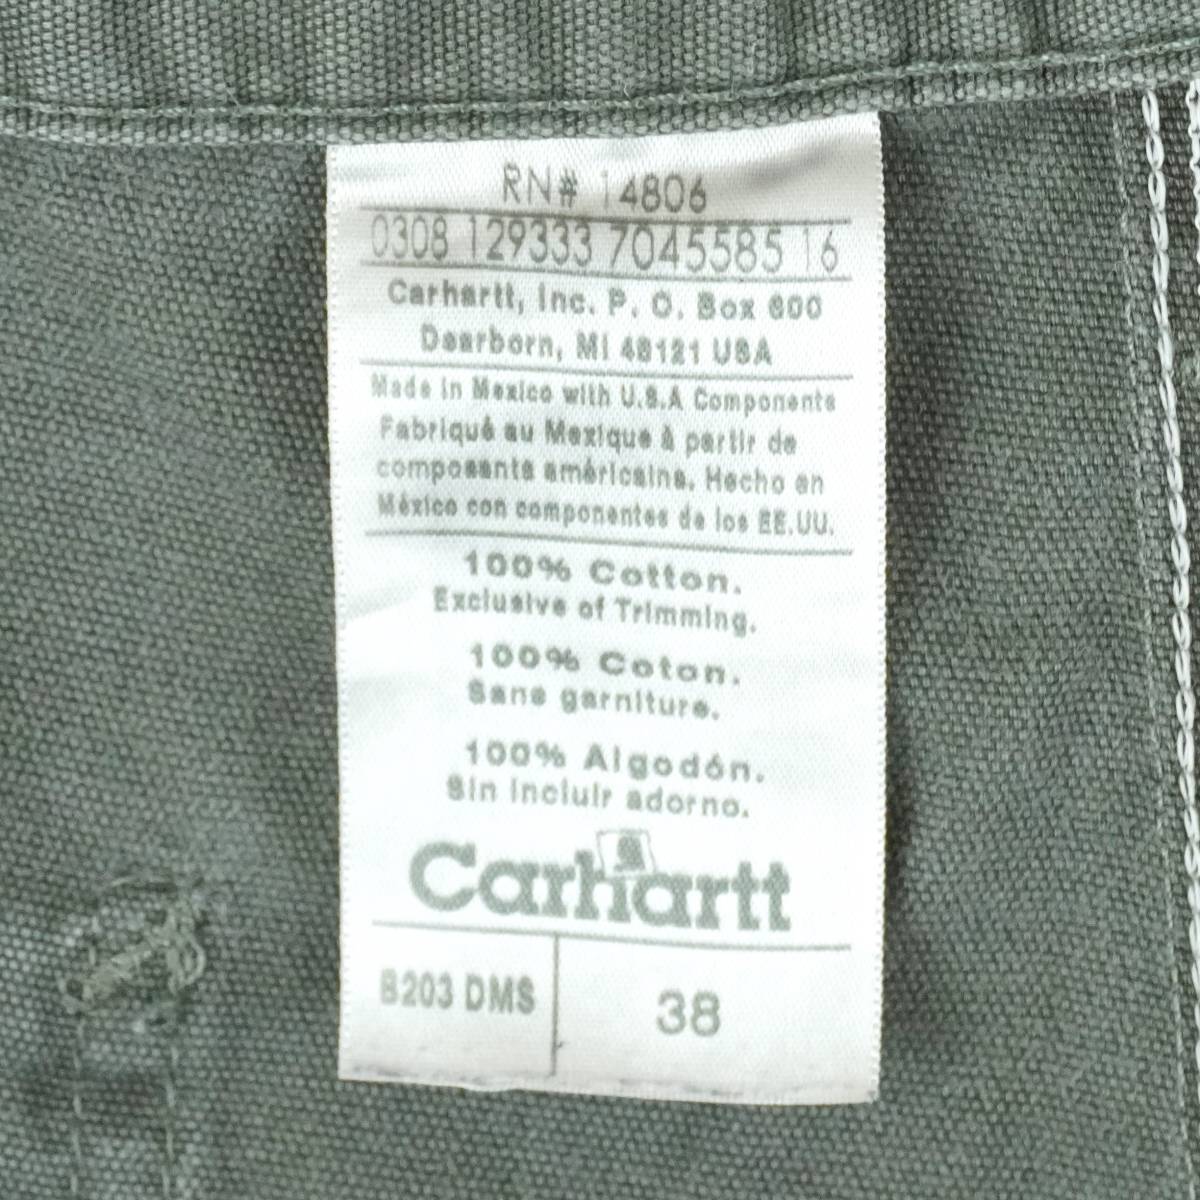 RN# 14806
0308 129333 7045585 16
Carhartt, Inc. P. O. Box 600
Dearborn, MI 48121 USA
Made in Mexico with U.S.A Components
Fabriqué au Mexique à partir de
composants américains. Hecho en
México con componentes de los EE.UU.
100% Cotton.
Exclusive of Trimming.
100% Coton.
Sans garniture.
100% Algodón.
Sin incluir adorno.
Carhartt
B203 DMS
38